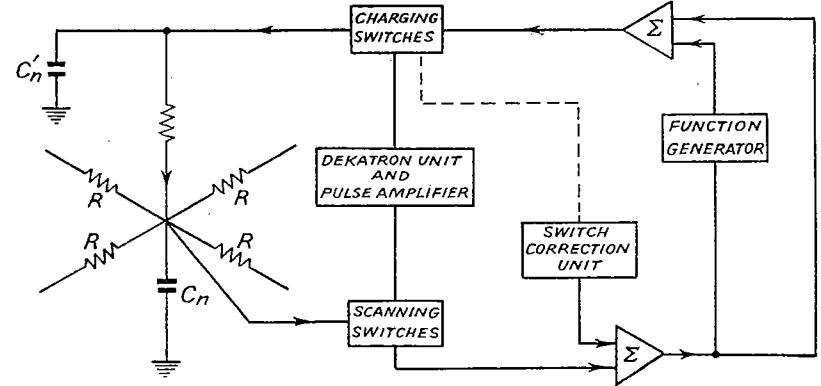 CHARGING
SWITCHES
Σ
C'n
FUNCTION
GENERATOR
DEKATRON UNIT
AND
PULSE AMPLIFIER
R
R
R
R
SWITCH
CORRECTION
UNIT
Cn
SCANNING
SWITCHES
Σ